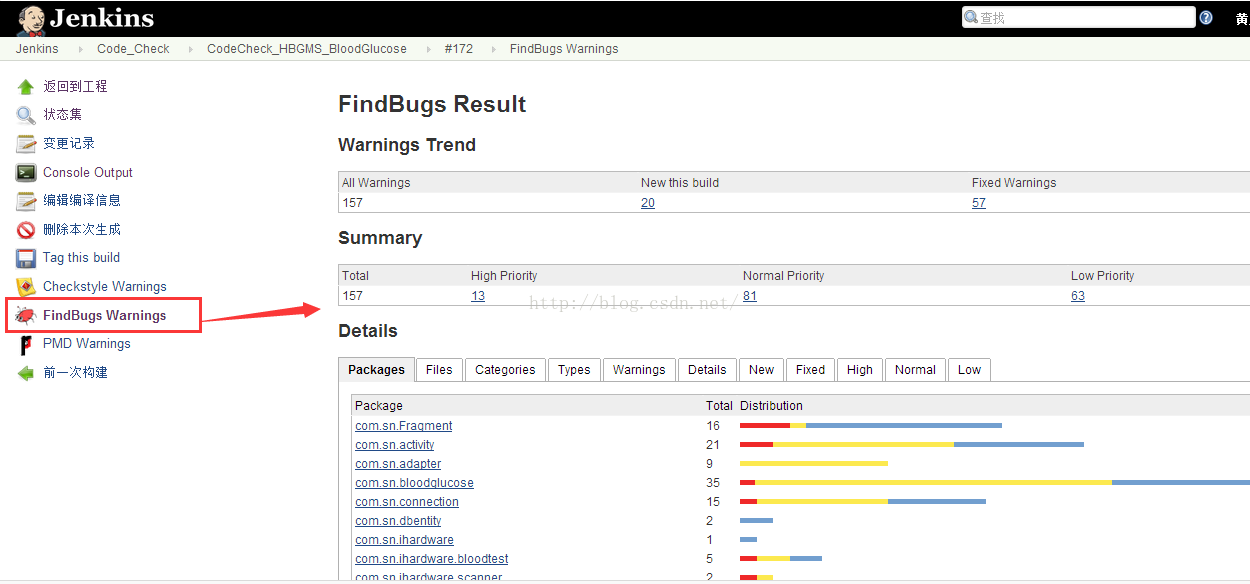 Jenkins
查找
黄
Jenkins Code_Check CodeCheck_HBGMS_BloodGlucose #172 FindBugs Warnings
返回到工程
状态集
变更记录
Console Output
编辑编译信息
删除本次生成
Tag this build
Checkstyle Warnings
FindBugs Warnings
PMD Warnings
前一次构建
FindBugs Result
Warnings Trend
All Warnings New this build Fixed Warnings
157 20 57
Summary
Total High Priority Normal Priority Low Priority
157 13 81 63
http://blog.csdn.net/
Details
Packages Files Categories Types Warnings Details New Fixed High Normal Low
Package Total Distribution
com.sn.Fragment 16
com.sn.activity 21
com.sn.adapter 9
com.sn.bloodglucose 35
com.sn.connection 15
com.sn.dbentity 2
com.sn.ihardware 1
com.sn.ihardware.bloodtest 5
com.sn.ihardware.scanner 2